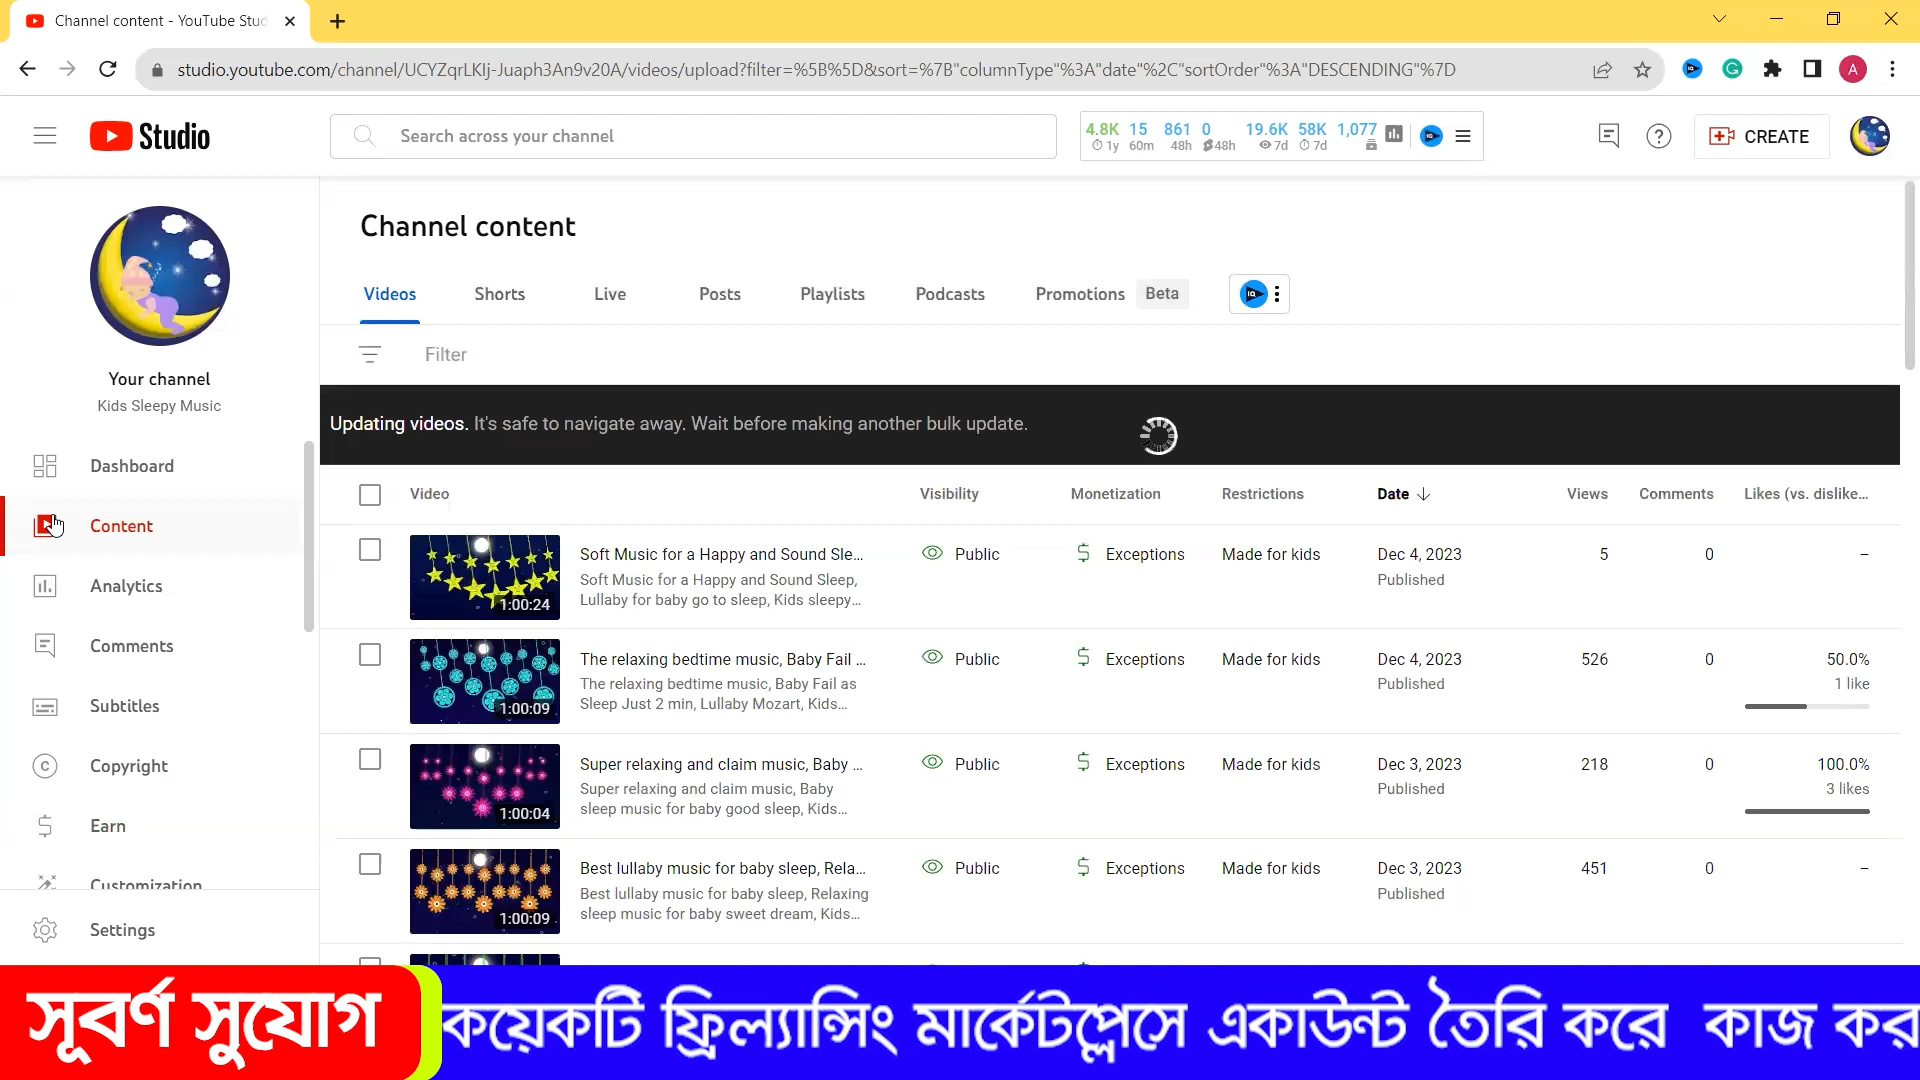 Channel content - YouTube Stud
studio.youtube.com/channel/UCYZqrLKIj-Juaph3An9v20A/videos/upload?filter=%5B%5D&sort=%7B"columnType"%3A"date"%2C"sortOrder"%3A"DESCENDING"%7D
A
Studio
Search across your channel
4.8K 15 861 0 19.6K 58K 1,077
1y 60m 48h 48h 7d 7d
CREATE
Channel content
Videos Shorts Live Posts Playlists Podcasts Promotions Beta
Filter
Your channel
Kids Sleepy Music
Dashboard
Content
Analytics
Comments
Subtitles
Copyright
Earn
Customization
Settings
Updating videos. It's safe to navigate away. Wait before making another bulk update.
Video Visibility Monetization Restrictions Date Views Comments Likes (vs. dislike...
Soft Music for a Happy and Sound Sle... Public Exceptions Made for kids Dec 4, 2023 5 0 –
Soft Music for a Happy and Sound Sleep, Published
Lullaby for baby go to sleep, Kids sleepy...
1:00:24
The relaxing bedtime music, Baby Fail ... Public Exceptions Made for kids Dec 4, 2023 526 0 50.0%
The relaxing bedtime music, Baby Fail as Published 1 like
Sleep Just 2 min, Lullaby Mozart, Kids...
1:00:09
Super relaxing and claim music, Baby ... Public Exceptions Made for kids Dec 3, 2023 218 0 100.0%
Super relaxing and claim music, Baby Published 3 likes
sleep music for baby good sleep, Kids...
1:00:04
Best lullaby music for baby sleep, Rela... Public Exceptions Made for kids Dec 3, 2023 451 0 –
Best lullaby music for baby sleep, Relaxing Published
sleep music for baby sweet dream, Kids...
1:00:09
সূবর্ণ সুযোগ কয়েকটি ফ্রিল্যান্সিং মার্কেটপ্লেসে একাউন্ট তৈরি করে কাজ কর